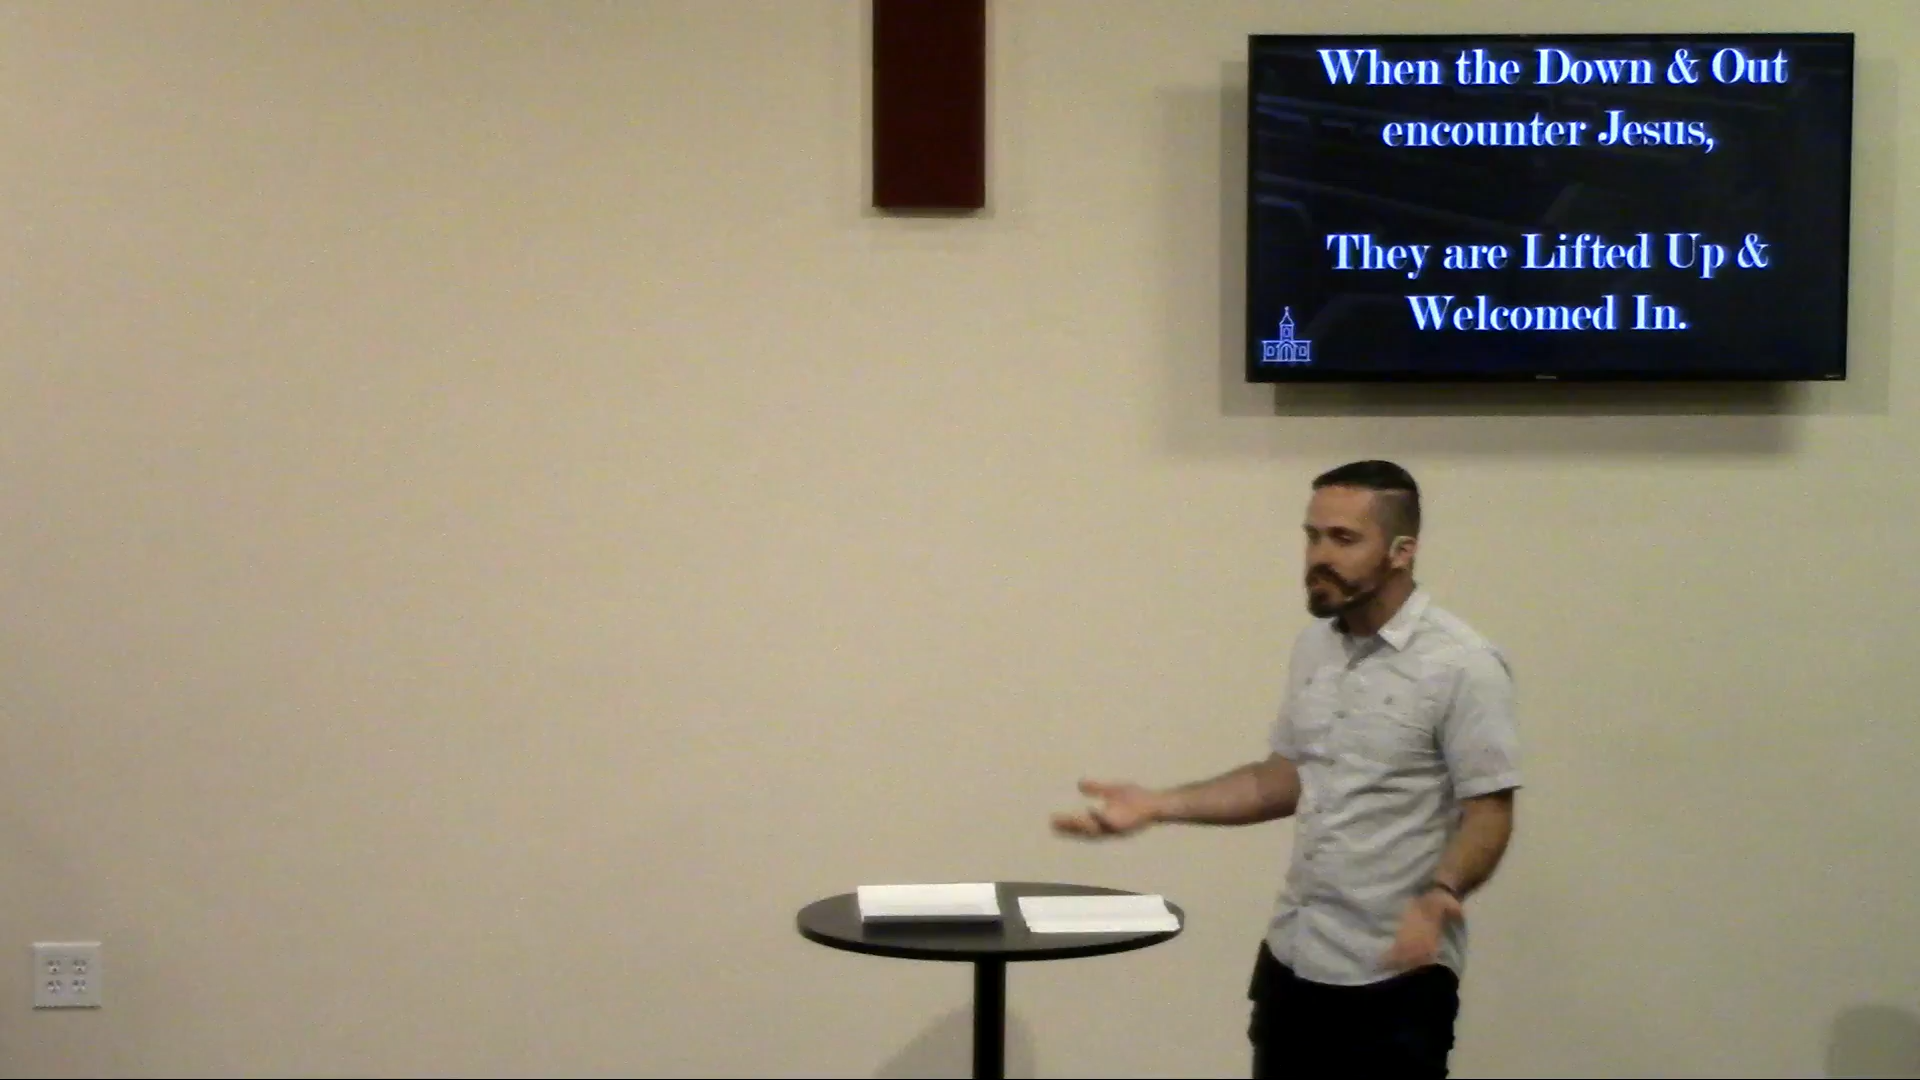 When the Down & Out
encounter Jesus,
They are Lifted Up &
Welcomed In.